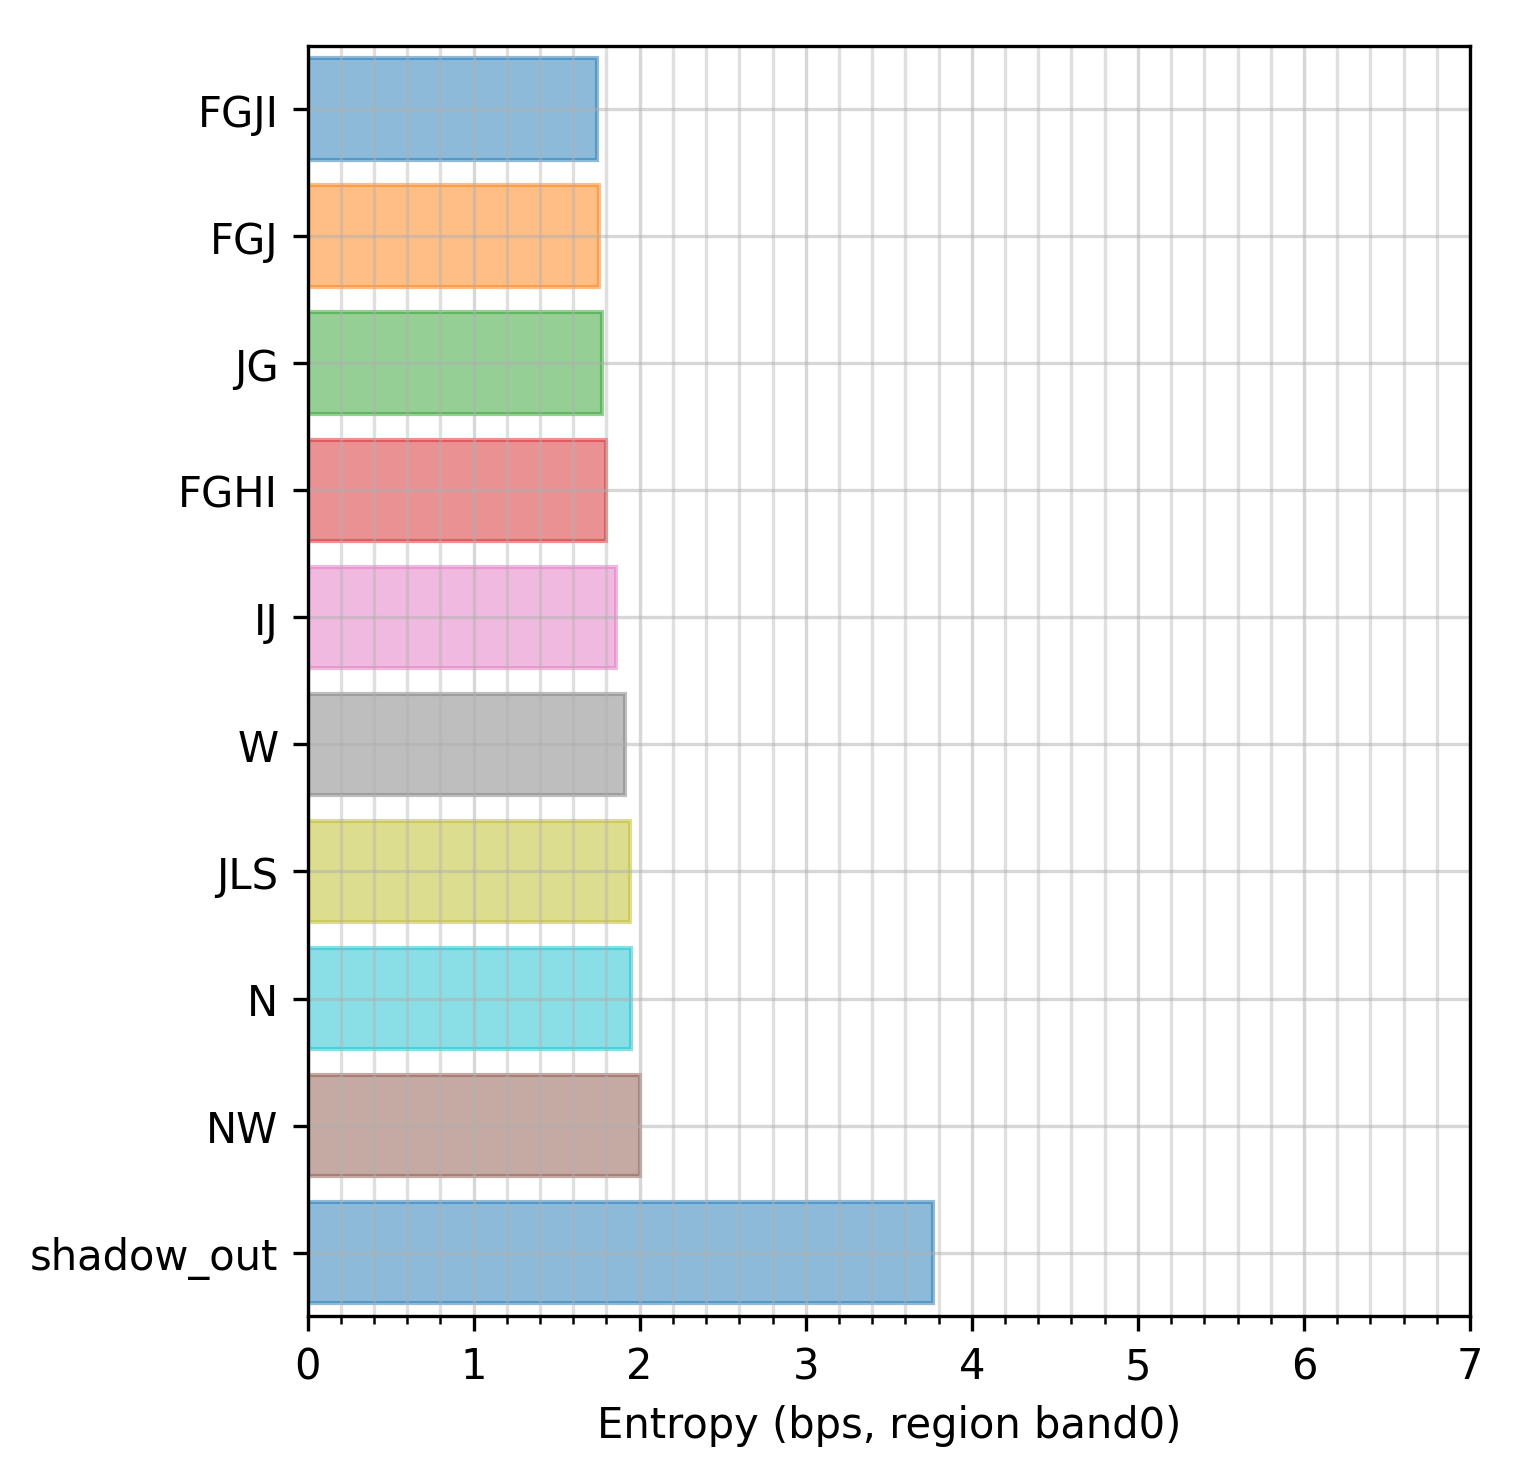 FGJI
FGJ
JG
FGHI
IJ
W
JLS
N
NW
shadow_out
0 1 2 3 4 5 6 7
Entropy (bps, region band0)